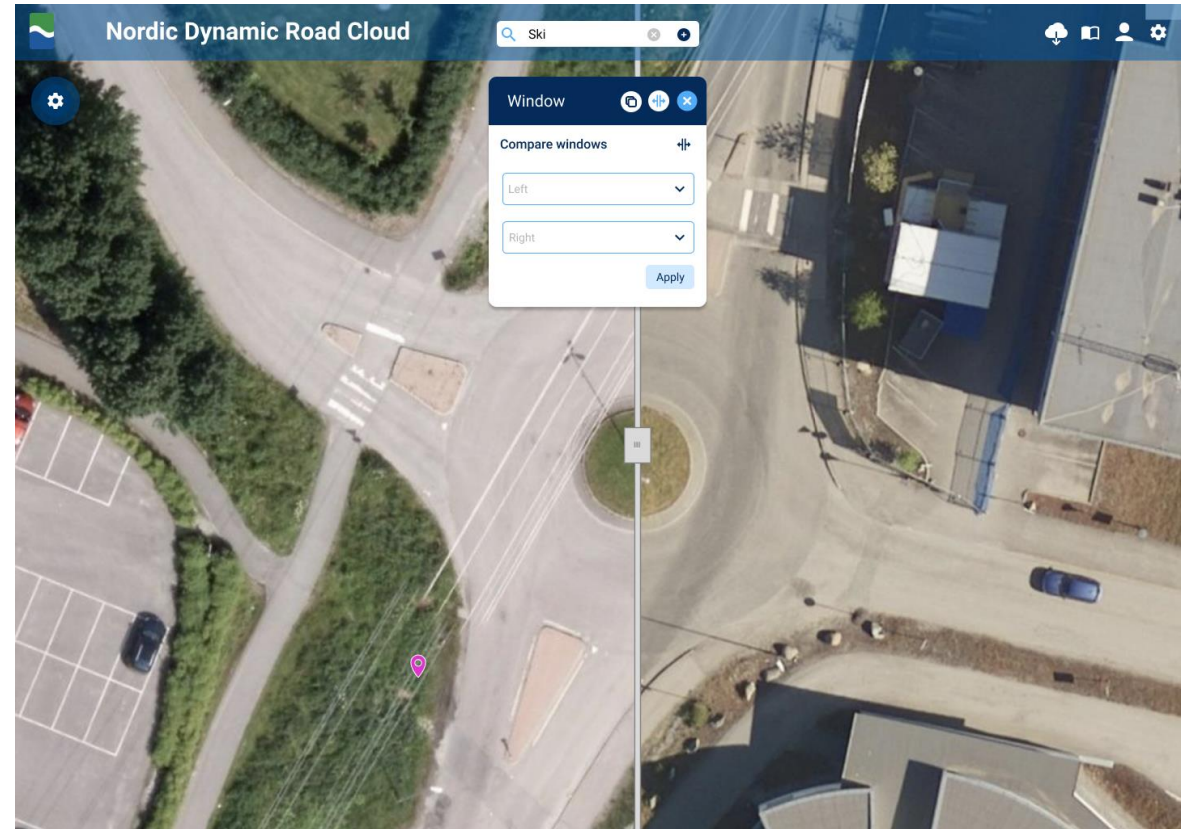 Nordic Dynamic Road Cloud
Ski
Window
Compare windows
Left
Right
Apply